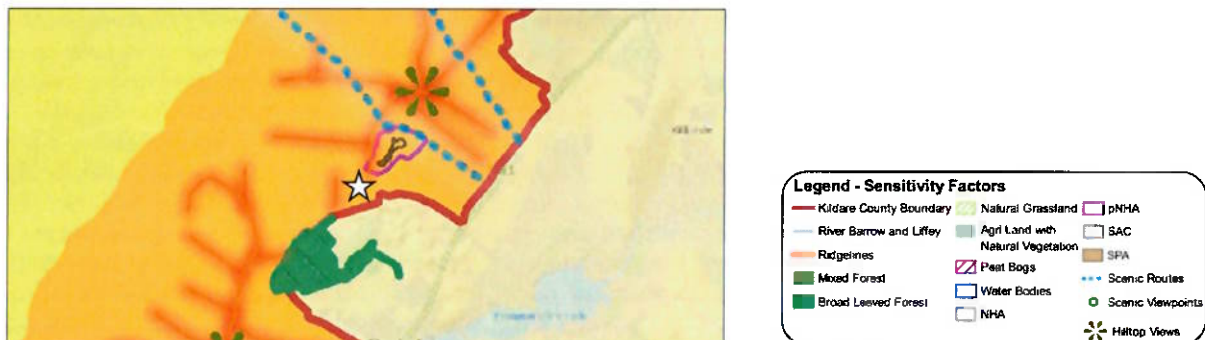 Legend - Sensitivity Factors
Kildare County Boundary
River Barrow and Liffey
Ridgelines
Mixed Forest
Broad Leaved Forest
Natural Grassland
Agri Land with
Natural Vegetation
Peat Bogs
Water Bodies
NHA
pNHA
SAC
SPA
Scenic Routes
Scenic Viewpoints
Hilltop Views